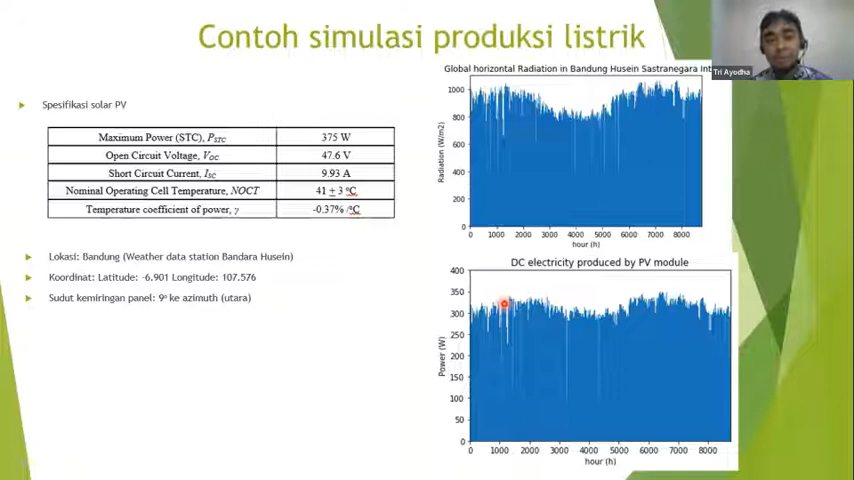 Contoh simulasi produksi listrik
Tri Ayodha
Spesifikasi solar PV
Maximum Power (STC), PSTC 375 W
Open Circuit Voltage, VOC 47.6 V
Short Circuit Current, ISC 9.93 A
Nominal Operating Cell Temperature, NOCT 41 ± 3 °C
Temperature coefficient of power, γ -0.37% /°C
Lokasi: Bandung (Weather data station Bandara Husein)
Koordinat: Latitude: -6.901 Longitude: 107.576
Sudut kemiringan panel: 9° ke azimuth (utara)
Global horizontal Radiation in Bandung Husein Sastranegara Int
Radiation (W/m2)
1000
800
600
400
200
0
0 1000 2000 3000 4000 5000 6000 7000 8000
hour (h)
DC electricity produced by PV module
Power (W)
400
350
300
250
200
150
100
50
0
0 1000 2000 3000 4000 5000 6000 7000 8000
hour (h)